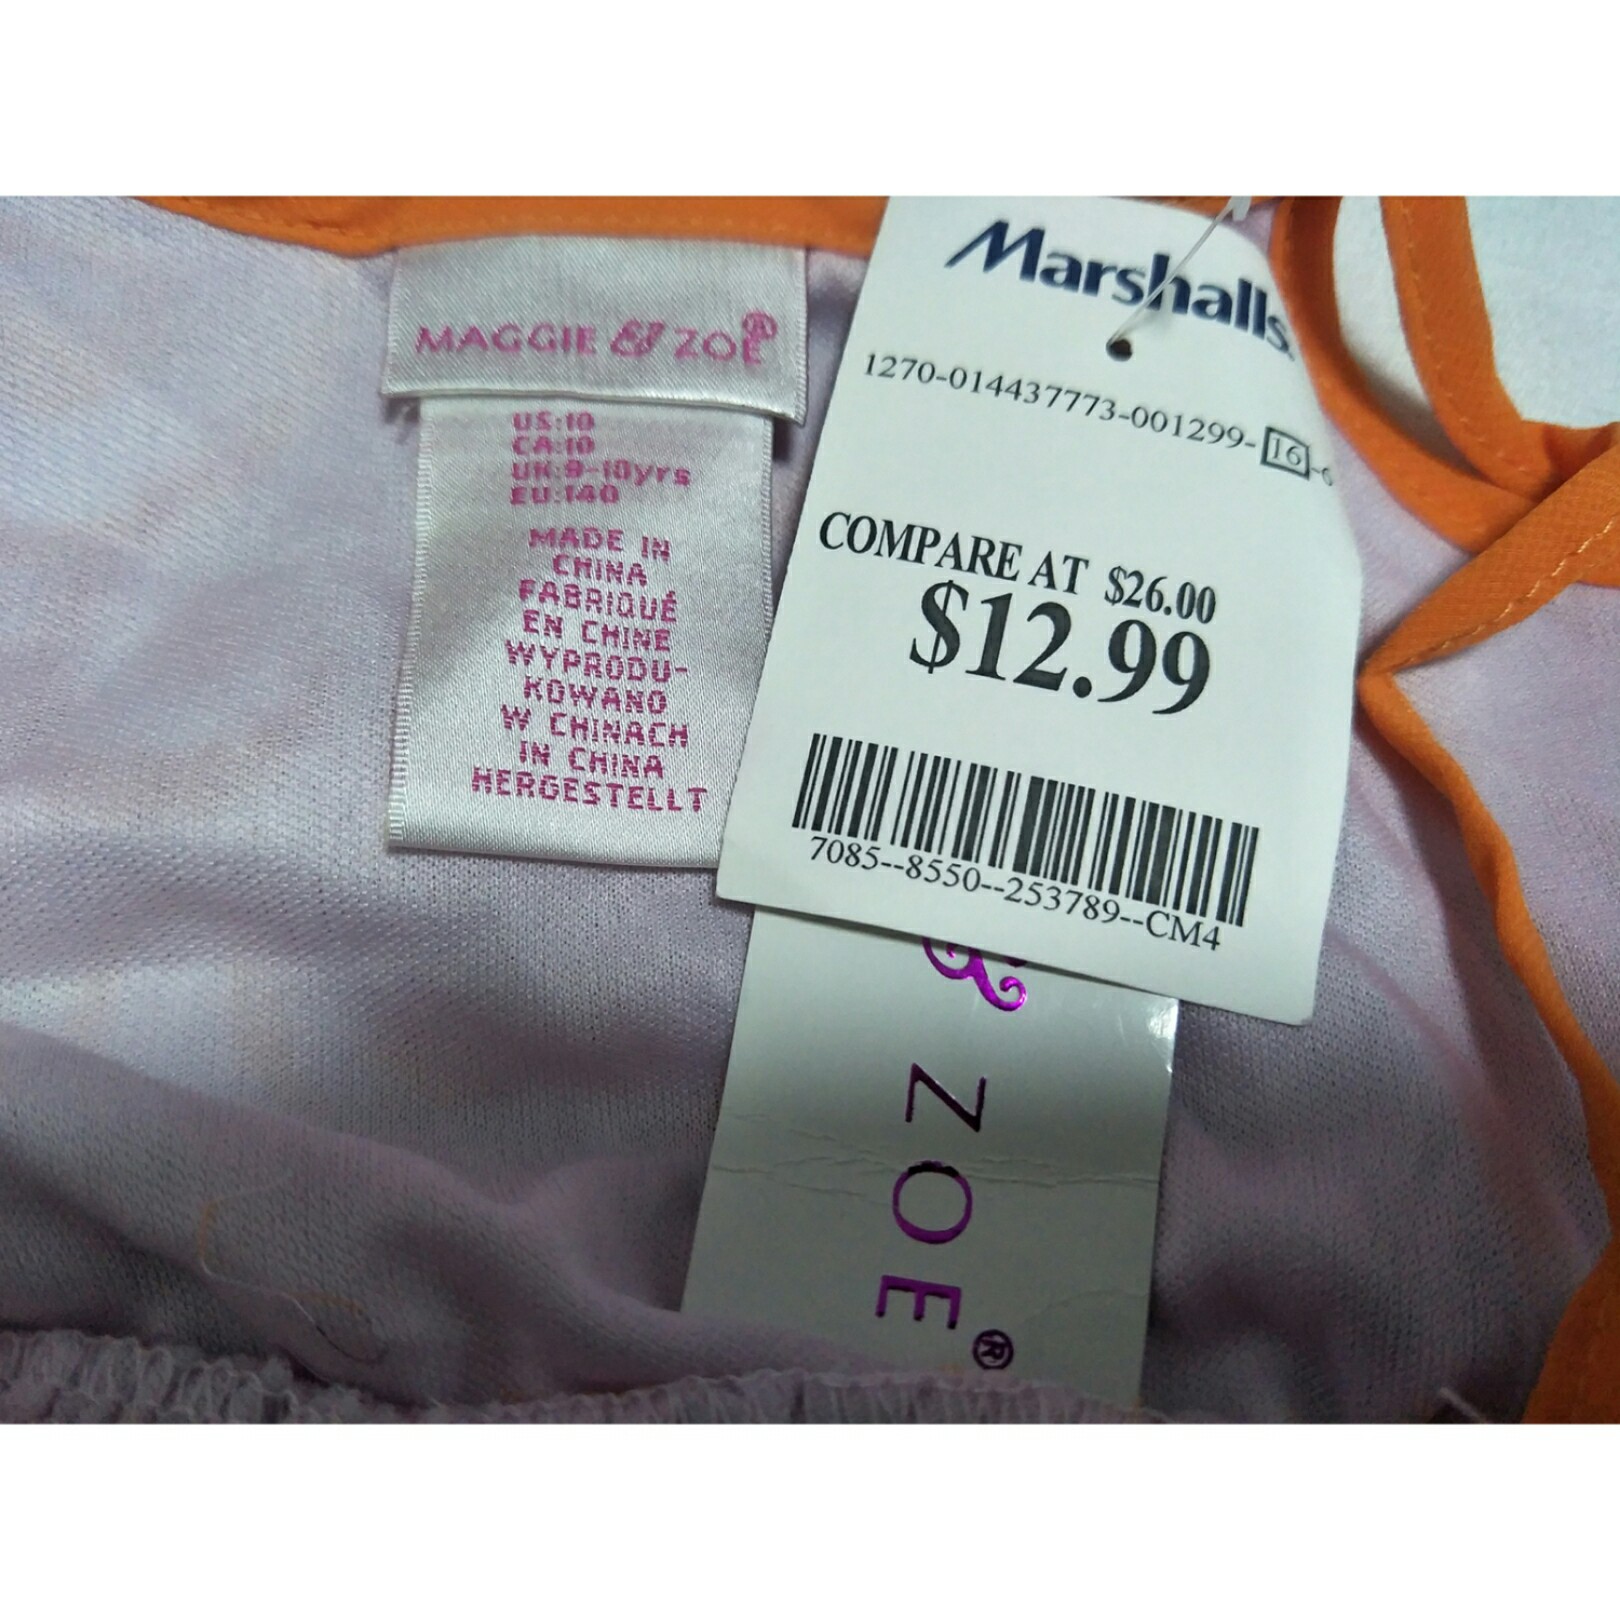 MAGGIE & ZOË®
US:10
CA:10
UK:9-10yrs
EU:140
MADE IN
CHINA
FABRIQUÉ
EN CHINE
WYPRODU-
KOWANO
W CHINACH
IN CHINA
HERGESTELLT
Marshalls.
1270-014437773-001299-16-6
COMPARE AT $26.00
$12.99
7085--8550--253789--CM4
& ZOE®